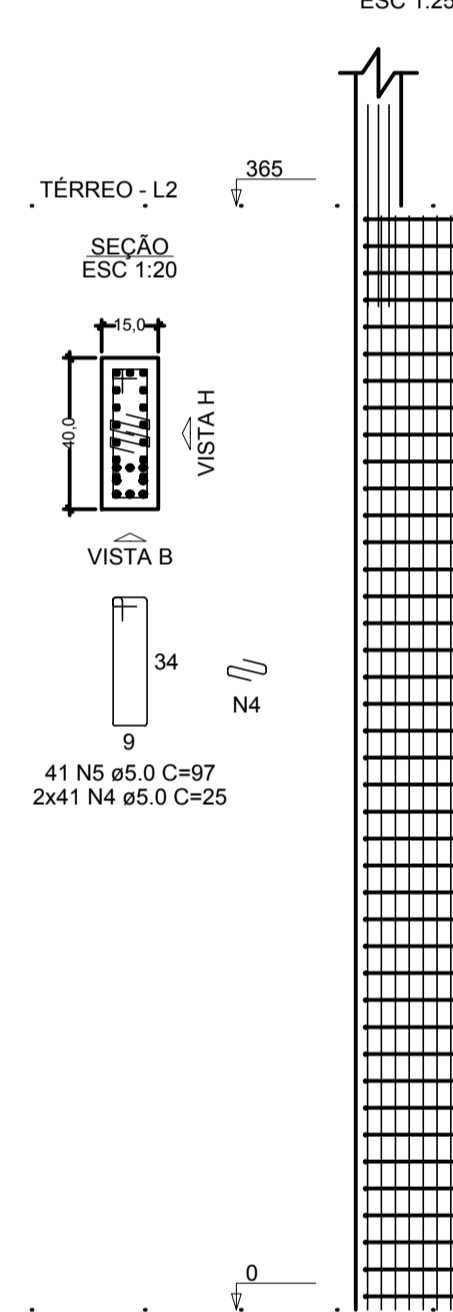 ESC 1:25
365
TÉRREO - L2
SEÇÃO
ESC 1:20
15,0
40,0
VISTA H
VISTA B
34
N4
9
41 N5 ø5.0 C=97
2x41 N4 ø5.0 C=25
0